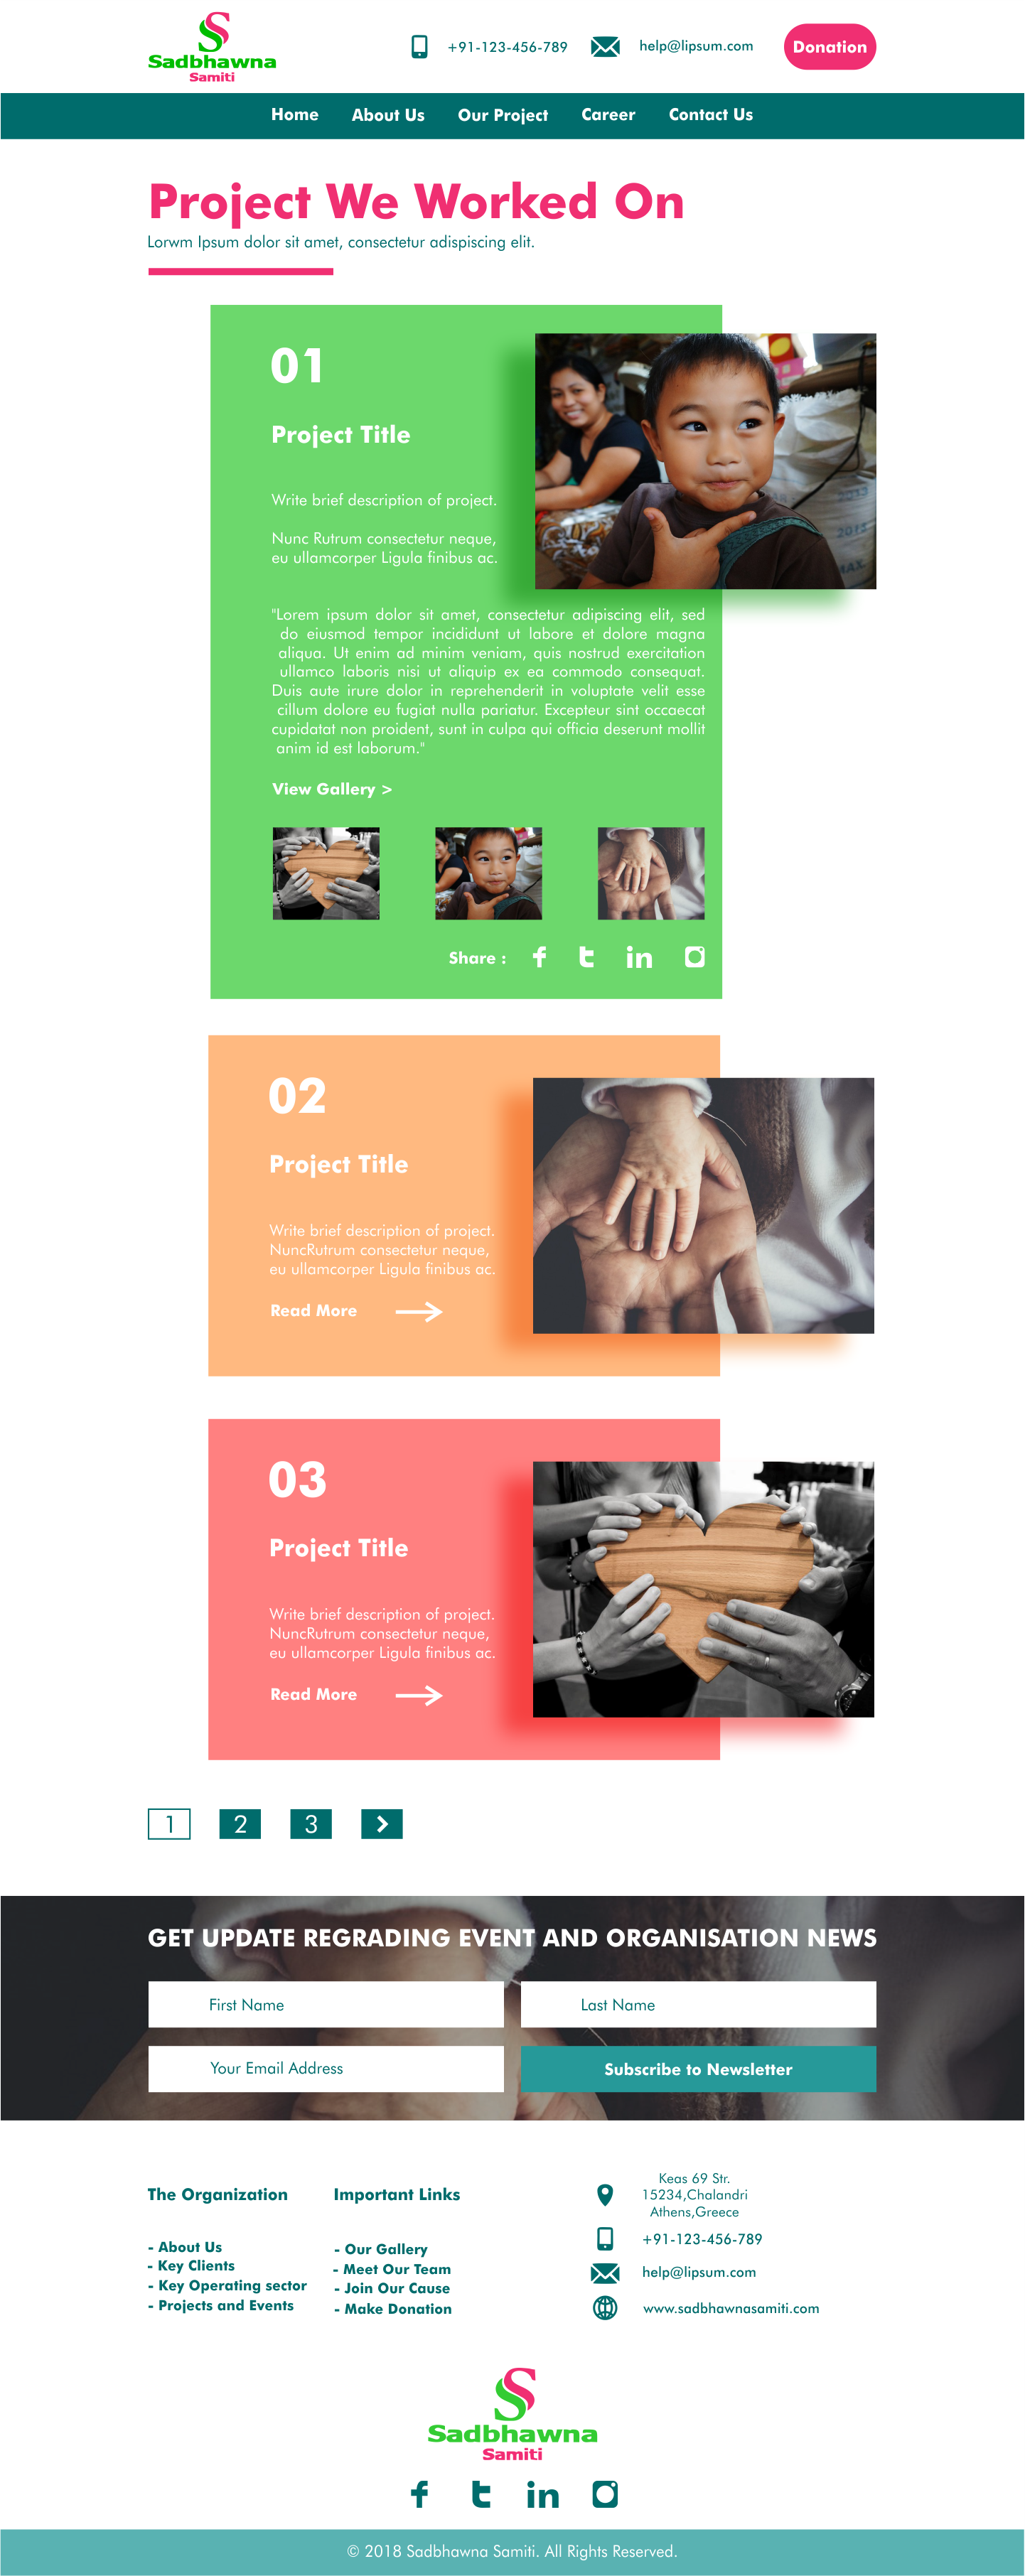 Sadbhawna
Samiti
+91-123-456-789
help@lipsum.com
Donation
Home
About Us
Our Project
Career
Contact Us
Project We Worked On
Lorwm Ipsum dolor sit amet, consectetur adispiscing elit.
01
Project Title
Write brief description of project.
Nunc Rutrum consectetur neque,
eu ullamcorper Ligula finibus ac.
"Lorem ipsum dolor sit amet, consectetur adipiscing elit, sed
do eiusmod tempor incididunt ut labore et dolore magna
aliqua. Ut enim ad minim veniam, quis nostrud exercitation
ullamco laboris nisi ut aliquip ex ea commodo consequat.
Duis aute irure dolor in reprehenderit in voluptate velit esse
cillum dolore eu fugiat nulla pariatur. Excepteur sint occaecat
cupidatat non proident, sunt in culpa qui officia deserunt mollit
anim id est laborum."
View Gallery >
Share :
02
Project Title
Write brief description of project.
NuncRutrum consectetur neque,
eu ullamcorper Ligula finibus ac.
Read More
03
Project Title
Write brief description of project.
NuncRutrum consectetur neque,
eu ullamcorper Ligula finibus ac.
Read More
1
2
3
GET UPDATE REGRADING EVENT AND ORGANISATION NEWS
First Name
Last Name
Your Email Address
Subscribe to Newsletter
The Organization
- About Us
- Key Clients
- Key Operating sector
- Projects and Events
Important Links
- Our Gallery
- Meet Our Team
- Join Our Cause
- Make Donation
Keas 69 Str.
15234,Chalandri
Athens,Greece
+91-123-456-789
help@lipsum.com
www.sadbhawnasamiti.com
Sadbhawna
Samiti
© 2018 Sadbhawna Samiti. All Rights Reserved.